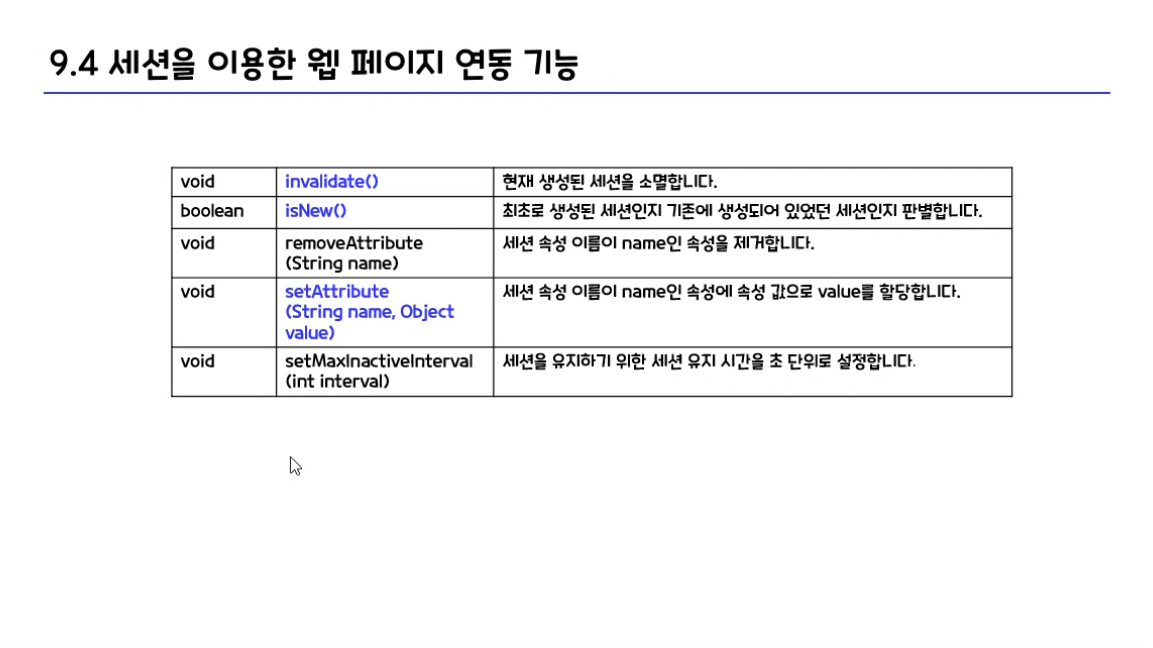 9.4 세션을 이용한 웹 페이지 연동 기능
void invalidate() 현재 생성된 세션을 소멸합니다.
boolean isNew() 최초로 생성된 세션인지 기존에 생성되어 있었던 세션인지 판별합니다.
void removeAttribute 세션 속성 이름이 name인 속성을 제거합니다.
(String name)
void setAttribute 세션 속성 이름이 name인 속성에 속성 값으로 value를 할당합니다.
(String name, Object
value)
void setMaxInactiveInterval 세션을 유지하기 위한 세션 유지 시간을 초 단위로 설정합니다.
(int interval)